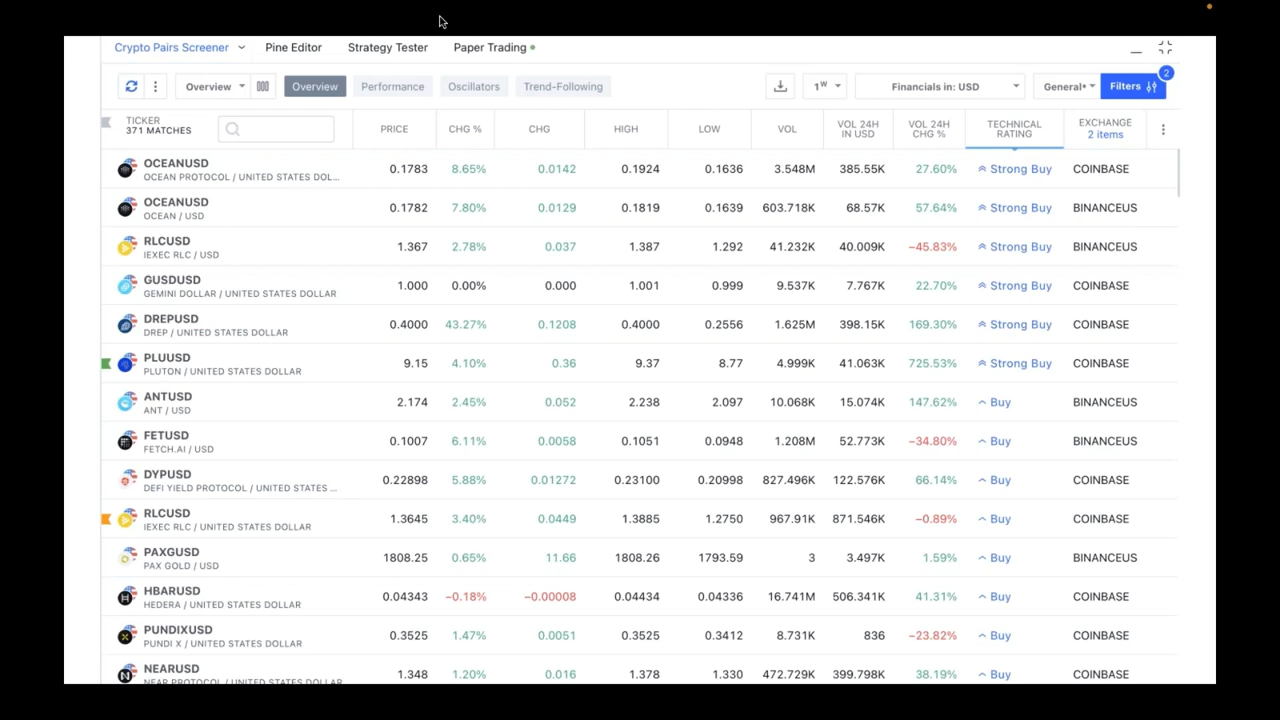 Crypto Pairs Screener Pine Editor Strategy Tester Paper Trading
2
Overview Overview Performance Oscillators Trend-Following 1W Financials in: USD General Filters
TICKER PRICE CHG % CHG HIGH LOW VOL VOL 24H IN USD VOL 24H CHG % TECHNICAL RATING EXCHANGE
371 MATCHES 2 items
OCEANUSD 0.1783 8.65% 0.0142 0.1924 0.1636 3.548M 385.55K 27.60% Strong Buy COINBASE
OCEAN PROTOCOL / UNITED STATES DOL...
OCEANUSD 0.1782 7.80% 0.0129 0.1819 0.1639 603.718K 68.57K 57.64% Strong Buy BINANCEUS
OCEAN / USD
RLCUSD 1.367 2.78% 0.037 1.387 1.292 41.232K 40.009K −45.83% Strong Buy BINANCEUS
IEXEC RLC / USD
GUSDUSD 1.000 0.00% 0.000 1.001 0.999 9.537K 7.767K 22.70% Strong Buy COINBASE
GEMINI DOLLAR / UNITED STATES DOLLAR
DREPUSD 0.4000 43.27% 0.1208 0.4000 0.2556 1.625M 398.15K 169.30% Strong Buy COINBASE
DREP / UNITED STATES DOLLAR
PLUUSD 9.15 4.10% 0.36 9.37 8.77 4.999K 41.063K 725.53% Strong Buy COINBASE
PLUTON / UNITED STATES DOLLAR
ANTUSD 2.174 2.45% 0.052 2.238 2.097 10.068K 15.074K 147.62% Buy BINANCEUS
ANT / USD
FETUSD 0.1007 6.11% 0.0058 0.1051 0.0948 1.208M 52.773K −34.80% Buy BINANCEUS
FETCH.AI / USD
DYPUSD 0.22898 5.88% 0.01272 0.23100 0.20998 827.496K 122.576K 66.14% Buy COINBASE
DEFI YIELD PROTOCOL / UNITED STATES ...
RLCUSD 1.3645 3.40% 0.0449 1.3885 1.2750 967.91K 871.546K −0.89% Buy COINBASE
IEXEC RLC / UNITED STATES DOLLAR
PAXGUSD 1808.25 0.65% 11.66 1808.26 1793.59 3 3.497K 1.59% Buy BINANCEUS
PAX GOLD / USD
HBARUSD 0.04343 −0.18% −0.00008 0.04434 0.04336 16.741M 506.341K 41.31% Buy COINBASE
HEDERA / UNITED STATES DOLLAR
PUNDIXUSD 0.3525 1.47% 0.0051 0.3525 0.3412 8.731K 836 −23.82% Buy COINBASE
PUNDI X / UNITED STATES DOLLAR
NEARUSD 1.348 1.20% 0.016 1.378 1.330 472.729K 399.798K 38.19% Buy COINBASE
NEAR PROTOCOL / UNITED STATES DOLLAR